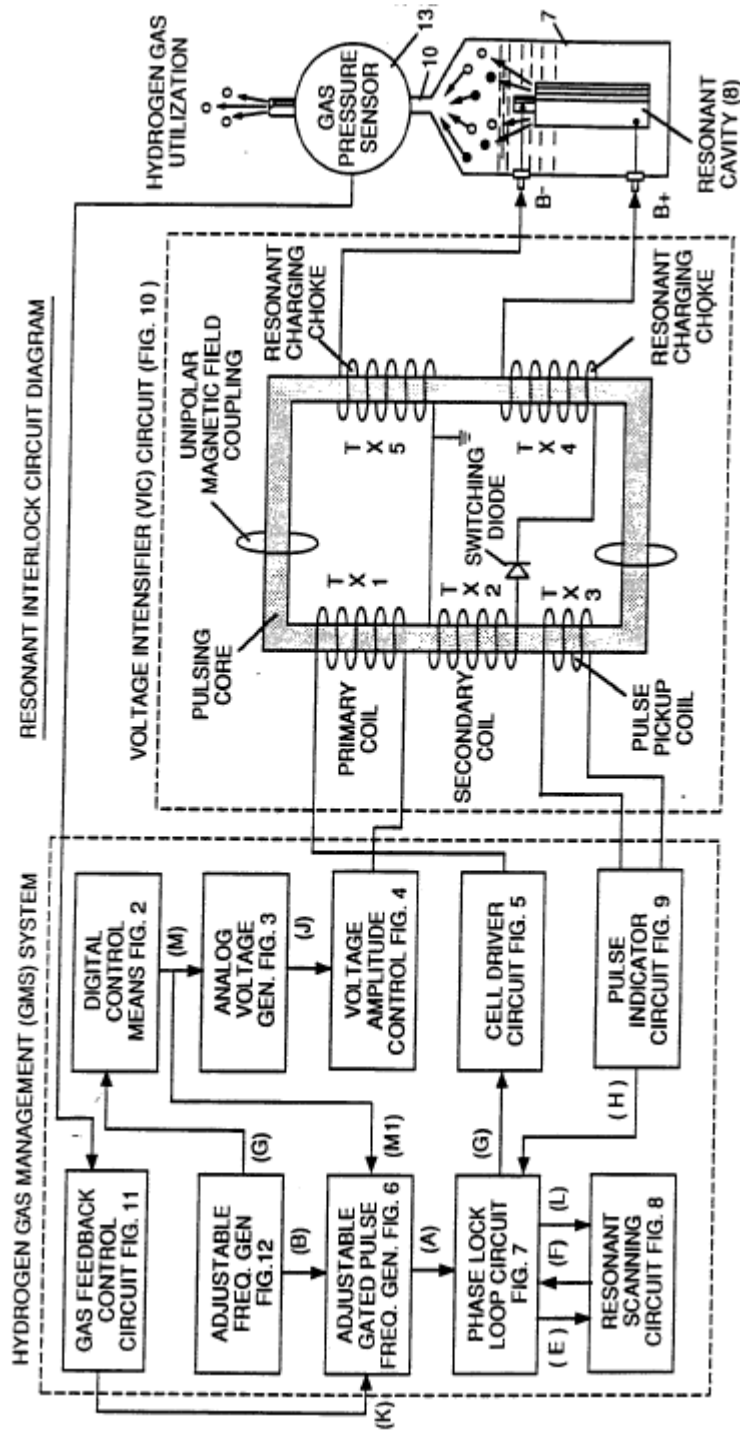 RESONANT INTERLOCK CIRCUIT DIAGRAM
HYDROGEN GAS MANAGEMENT (GMS) SYSTEM
GAS FEEDBACK
CONTROL
CIRCUIT FIG. 11
DIGITAL
CONTROL
MEANS FIG. 2
(G)
(M)
ADJUSTABLE
FREQ. GEN
FIG.12
ANALOG
VOLTAGE
GEN. FIG. 3
(B)
(J)
(K)
(M1)
ADJUSTABLE
GATED PULSE
FREQ. GEN. FIG. 6
VOLTAGE
AMPLITUDE
CONTROL FIG. 4
(A)
PHASE LOCK
LOOP CIRCUIT
FIG. 7
(G)
CELL DRIVER
CIRCUIT FIG. 5
(E)
(F)
(L)
(H)
RESONANT
SCANNING
CIRCUIT FIG. 8
PULSE
INDICATOR
CIRCUIT FIG. 9
VOLTAGE INTENSIFIER (VIC) CIRCUIT (FIG. 10)
PULSING
CORE
UNIPOLAR
MAGNETIC FIELD
COUPLING
PRIMARY
COIL
T
X
1
T
X
5
RESONANT
CHARGING
CHOKE
SECONDARY
COIL
T
X
2
SWITCHING
DIODE
T
X
4
RESONANT
CHARGING
CHOKE
T
X
3
PULSE
PICKUP
COIIL
HYDROGEN GAS
UTILIZATION
GAS
PRESSURE
SENSOR
13
10
7
B-
B+
RESONANT
CAVITY (8)